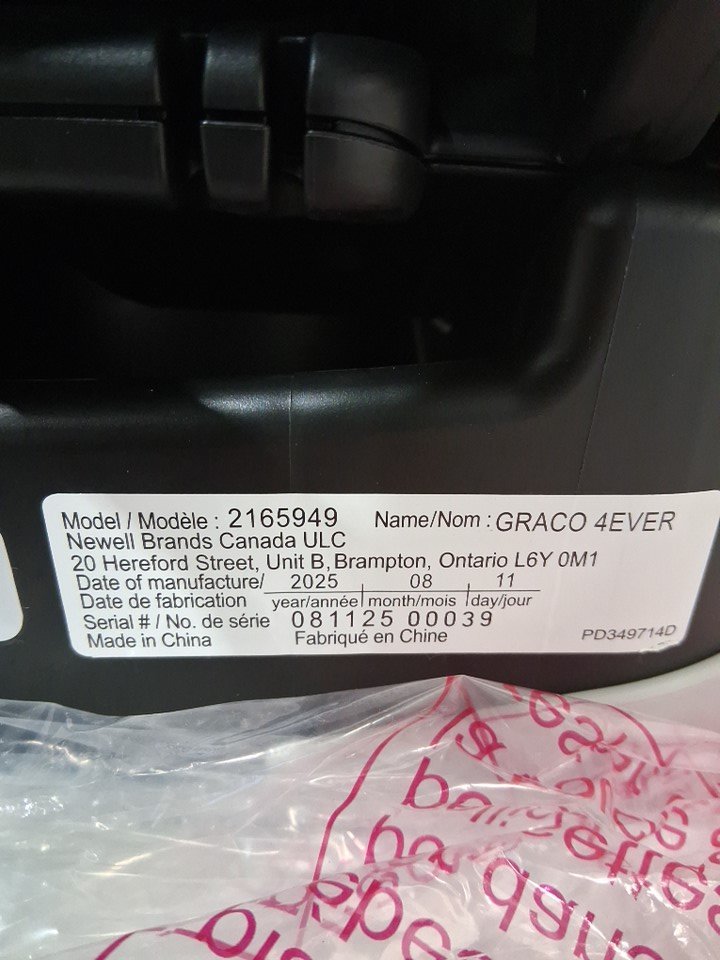 Model / Modèle : 2165949 Name/Nom : GRACO 4EVER
Newell Brands Canada ULC
20 Hereford Street, Unit B, Brampton, Ontario L6Y 0M1
Date of manufacture/ 2025 08 11
Date de fabrication year/année month/mois day/jour
Serial # / No. de série 081125 00039
Made in China Fabriqué en Chine PD349714D